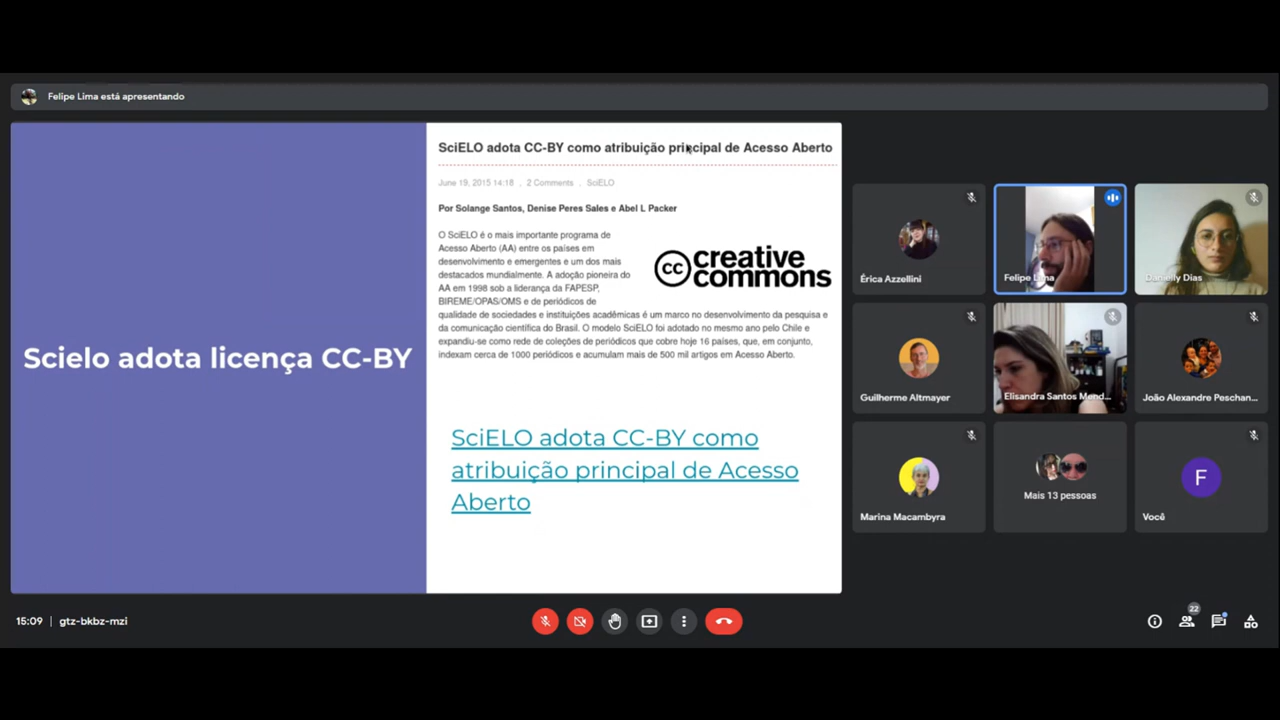 Felipe Lima está apresentando
Scielo adota licença CC-BY
SciELO adota CC-BY como atribuição principal de Acesso Aberto
June 19, 2015 14:18 , 2 Comments , SciELO
Por Solange Santos, Denise Peres Sales e Abel L Packer
O SciELO é o mais importante programa de
Acesso Aberto (AA) entre os países em
desenvolvimento e emergentes e um dos mais
destacados mundialmente. A adoção pioneira do
AA em 1998 sob a liderança da FAPESP,
BIREME/OPAS/OMS e de periódicos de
qualidade de sociedades e instituições acadêmicas é um marco no desenvolvimento da pesquisa e
da comunicação científica do Brasil. O modelo SciELO foi adotado no mesmo ano pelo Chile e
expandiu-se como rede de coleções de periódicos que cobre hoje 16 países, que, em conjunto,
indexam cerca de 1000 periódicos e acumulam mais de 500 mil artigos em Acesso Aberto.
cc creative
commons
SciELO adota CC-BY como
atribuição principal de Acesso
Aberto
Érica Azzellini
Felipe Lima
Danielly Dias
Guilherme Altmayer
Elisandra Santos Mend...
João Alexandre Peschan...
Marina Macambyra
Mais 13 pessoas
F
Você
15:09 | gtz-bkbz-mzi
22